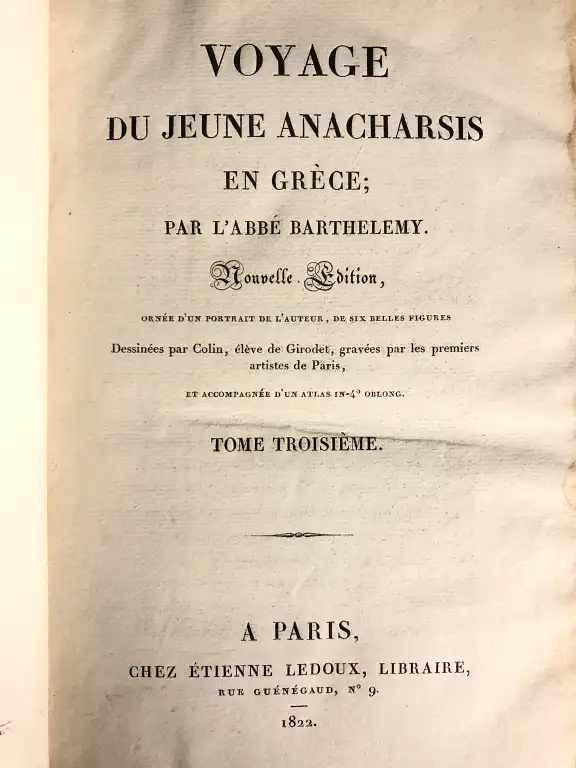 VOYAGE
DU JEUNE ANACHARSIS
EN GRÈCE;
PAR L'ABBÉ BARTHELEMY.
Nouvelle Édition,
ORNÉE D'UN PORTRAIT DE L'AUTEUR, DE SIX BELLES FIGURES
Dessinées par Colin, élève de Girodet, gravées par les premiers
artistes de Paris,
ET ACCOMPAGNÉE D'UN ATLAS IN-4º OBLONG.
TOME TROISIÈME.
A PARIS,
CHEZ ÉTIENNE LEDOUX, LIBRAIRE,
RUE GUÉNÉGAUD, Nº 9.
1822.